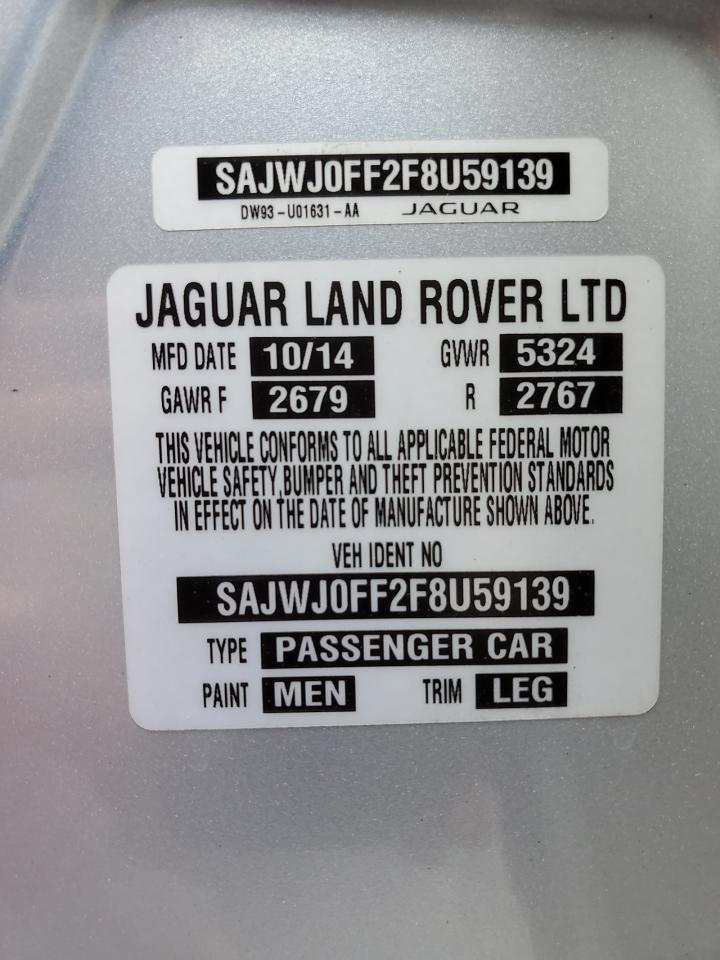 SAJWJ0FF2F8U59139
DW93-U01631-AA JAGUAR
JAGUAR LAND ROVER LTD
MFD DATE 10/14 GVWR 5324
GAWR F 2679 R 2767
THIS VEHICLE CONFORMS TO ALL APPLICABLE FEDERAL MOTOR
VEHICLE SAFETY,BUMPER AND THEFT PREVENTION STANDARDS
IN EFFECT ON THE DATE OF MANUFACTURE SHOWN ABOVE.
VEH IDENT NO
SAJWJ0FF2F8U59139
TYPE PASSENGER CAR
PAINT MEN TRIM LEG